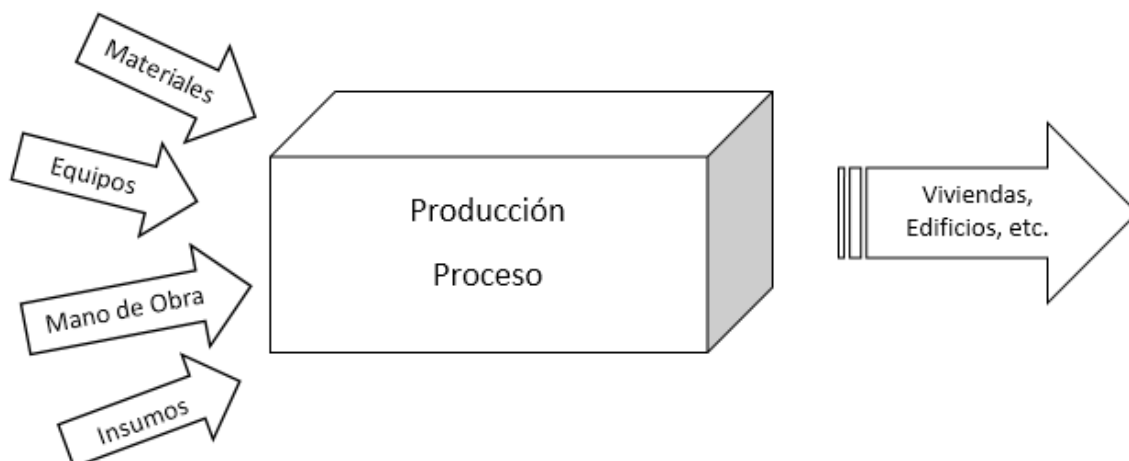 Materiales
Equipos
Mano de Obra
Insumos
Producción
Proceso
Viviendas,
Edificios, etc.